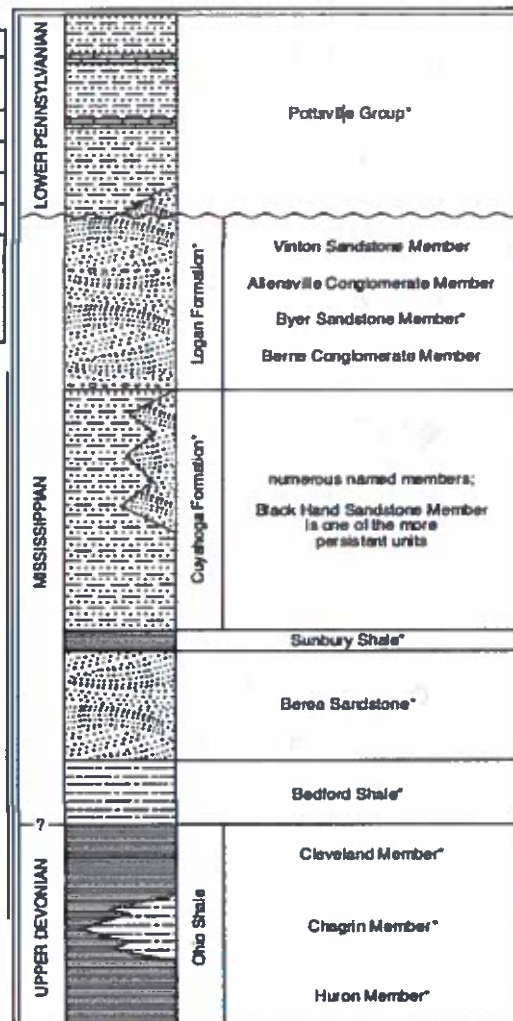 LOWER PENNSYLVANIAN
Pottsville Group*
MISSISSIPPIAN
Logan Formation*
Vinton Sandstone Member
Allensville Conglomerate Member
Byer Sandstone Member*
Berne Conglomerate Member
Cuyahoga Formation*
numerous named members;
Black Hand Sandstone Member
is one of the more
persistent units
Sunbury Shale*
Berea Sandstone*
Bedford Shale*
?
UPPER DEVONIAN
Ohio Shale
Cleveland Member*
Chagrin Member*
Huron Member*